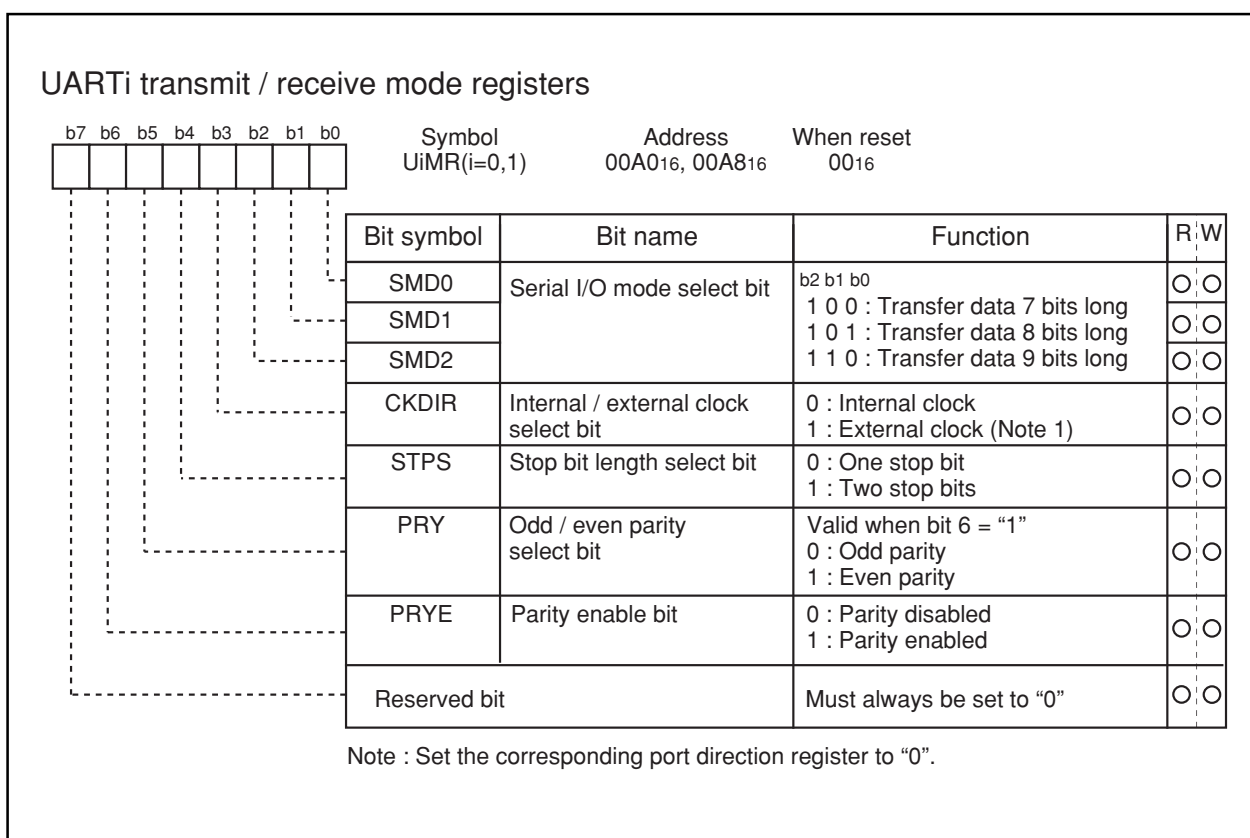 UARTi transmit / receive mode registers
b7 b6 b5 b4 b3 b2 b1 b0
Symbol Address When reset
UiMR(i=0,1) 00A016, 00A816 0016
Bit symbol Bit name Function R W
SMD0 Serial I/O mode select bit b2 b1 b0
1 0 0 : Transfer data 7 bits long
SMD1 1 0 1 : Transfer data 8 bits long
SMD2 1 1 0 : Transfer data 9 bits long
CKDIR Internal / external clock 0 : Internal clock
select bit 1 : External clock (Note 1)
STPS Stop bit length select bit 0 : One stop bit
1 : Two stop bits
PRY Odd / even parity Valid when bit 6 = “1”
select bit 0 : Odd parity
1 : Even parity
PRYE Parity enable bit 0 : Parity disabled
1 : Parity enabled
Reserved bit Must always be set to “0”
Note : Set the corresponding port direction register to “0”.